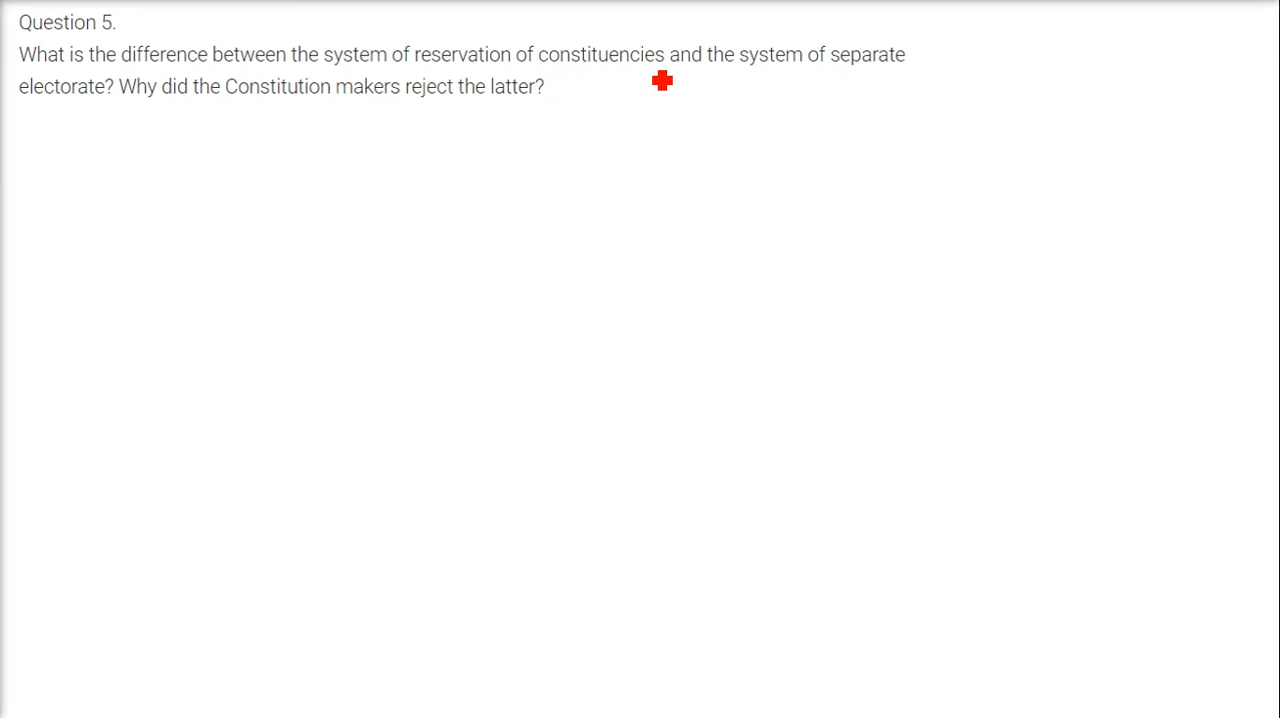 Question 5.
What is the difference between the system of reservation of constituencies and the system of separate
electorate? Why did the Constitution makers reject the latter?